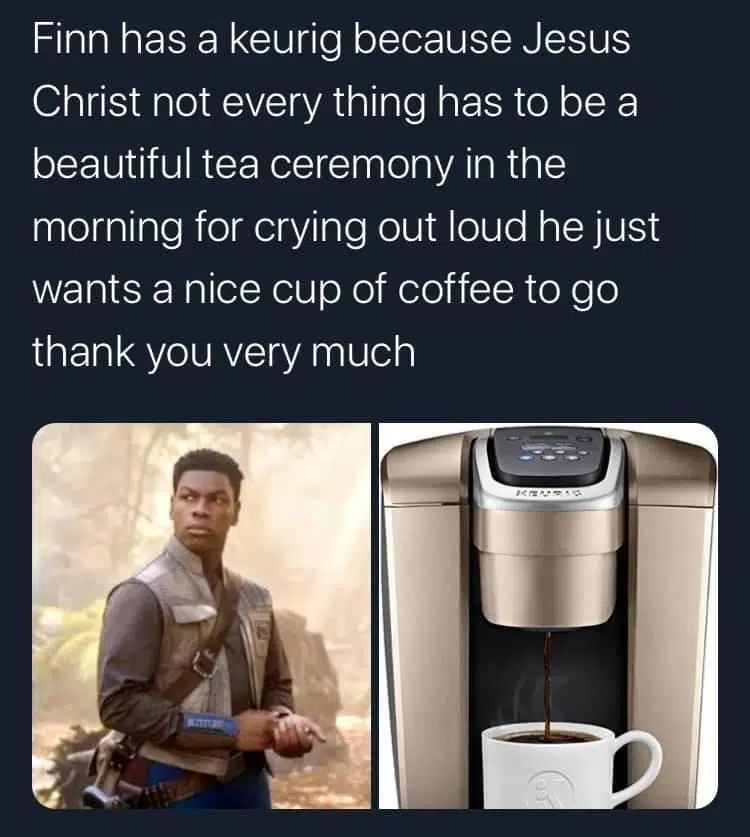 Finn has a keurig because Jesus
Christ not every thing has to be a
beautiful tea ceremony in the
morning for crying out loud he just
wants a nice cup of coffee to go
thank you very much
KEURIG